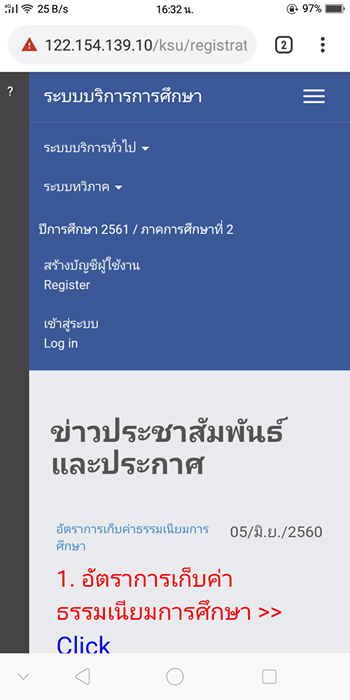 25 B/s 16:32 น. 97%
122.154.139.10/ksu/registrat 2
?
ระบบบริการการศึกษา
ระบบบริการทั่วไป
ระบบทวิภาค
ปีการศึกษา 2561 / ภาคการศึกษาที่ 2
สร้างบัญชีผู้ใช้งาน
Register
เข้าสู่ระบบ
Log in
ข่าวประชาสัมพันธ์
และประกาศ
อัตราการเก็บค่าธรรมเนียมการ 05/มิ.ย./2560
ศึกษา
1. อัตราการเก็บค่า
ธรรมเนียมการศึกษา >>
Click